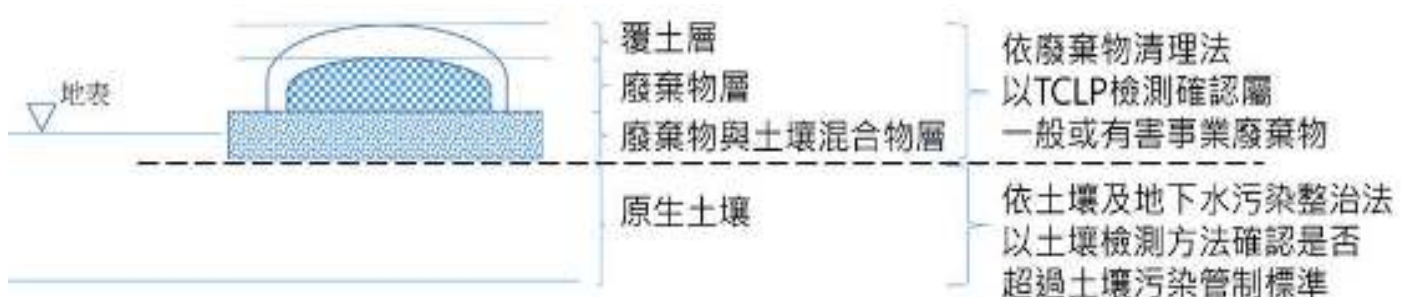 地表
覆土層
廢棄物層
廢棄物與土壤混合物層
原生土壤
依廢棄物清理法
以TCLP檢測確認屬
一般或有害事業廢棄物
依土壤及地下水污染整治法
以土壤檢測方法確認是否
超過土壤污染管制標準